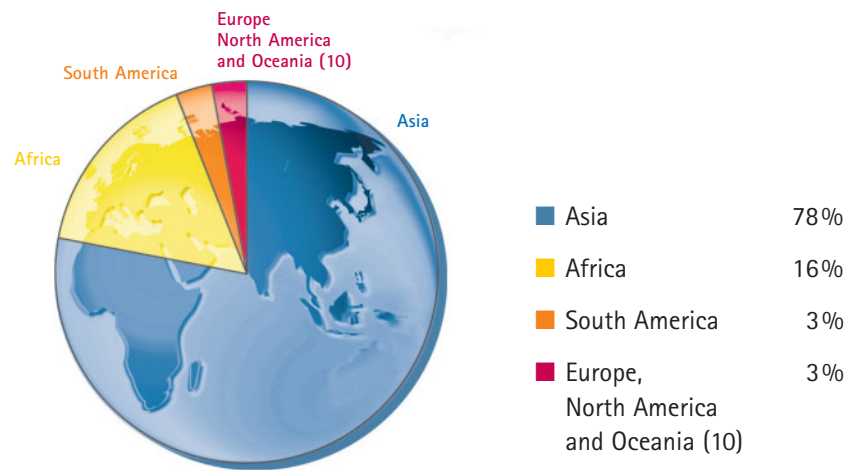 Europe
North America
and Oceania (10)
South America
Asia
Africa
Asia 78%
Africa 16%
South America 3%
Europe, 3%
North America
and Oceania (10)